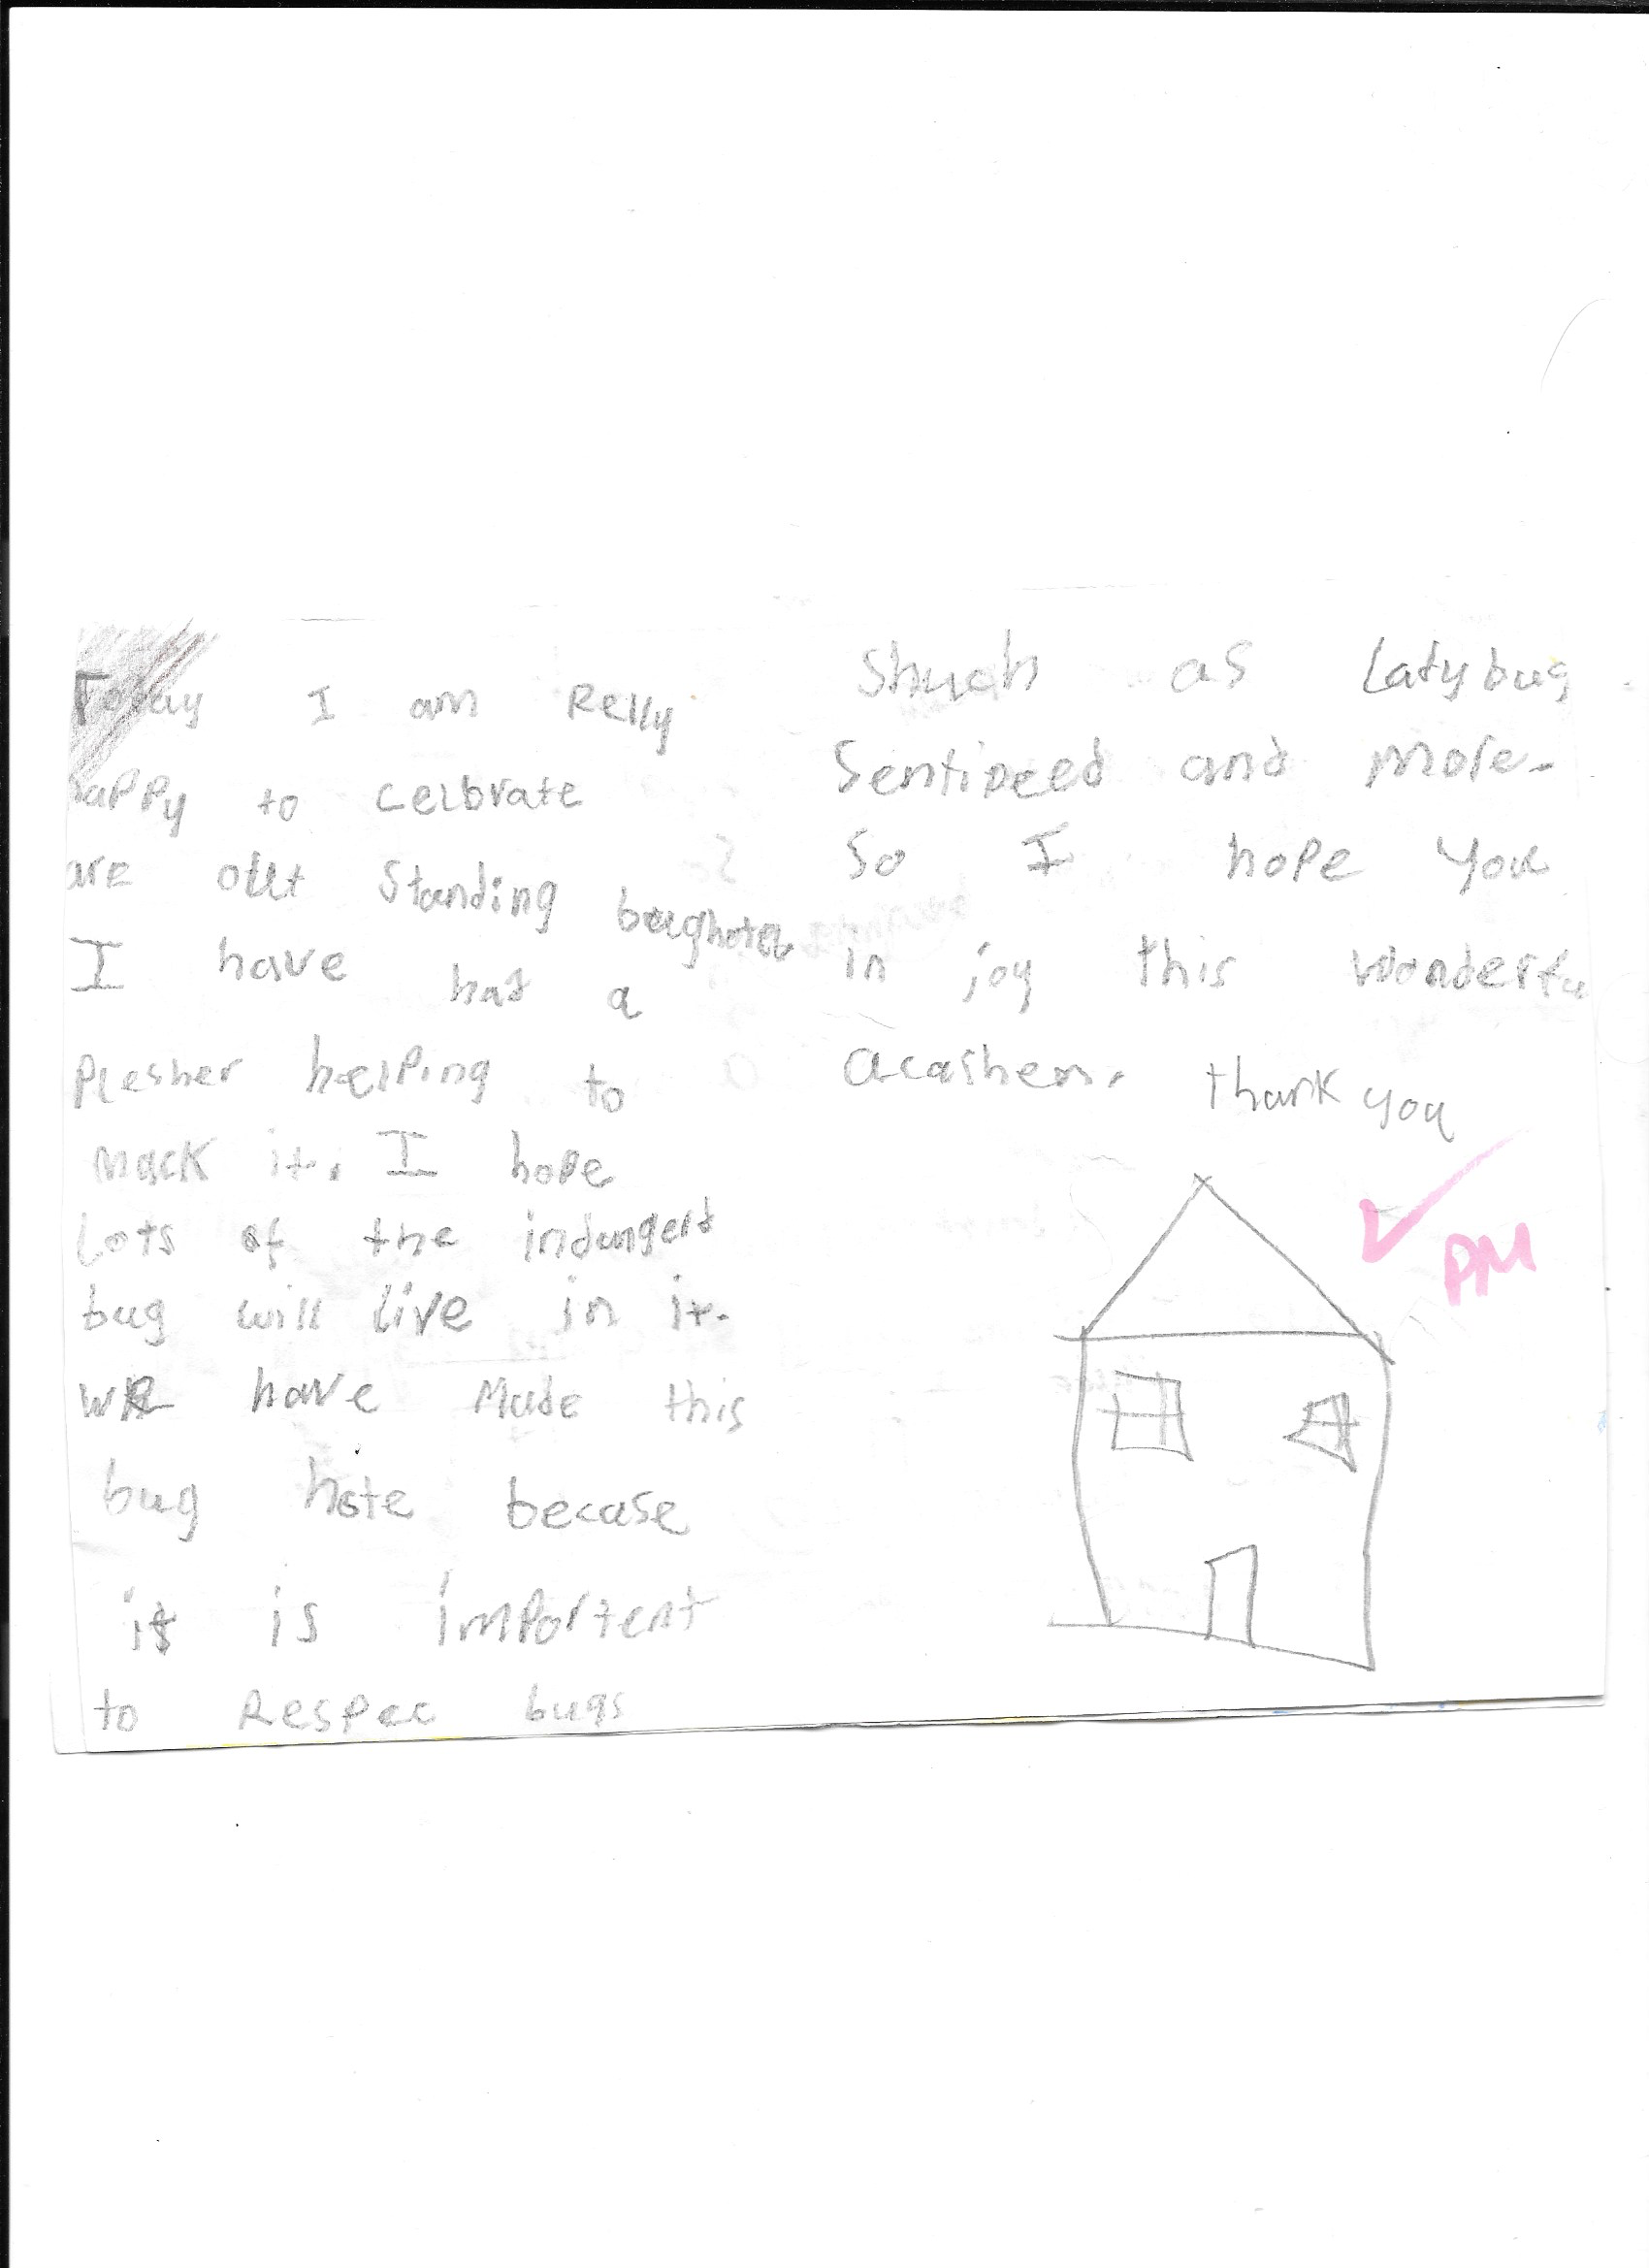 Today I am Relly
happy to celbrate
are out standing bughotel
I have had a
Plesher helping to
mack it. I hope
Lots of the indangerd
bug will live in it.
We have Made this
bug hote becase
it is importent
to Respec bugs
Shuch as Ladybug
Sentipeed and more.
So I hope you
in joy this wonderfu
acashen. thank you
PM